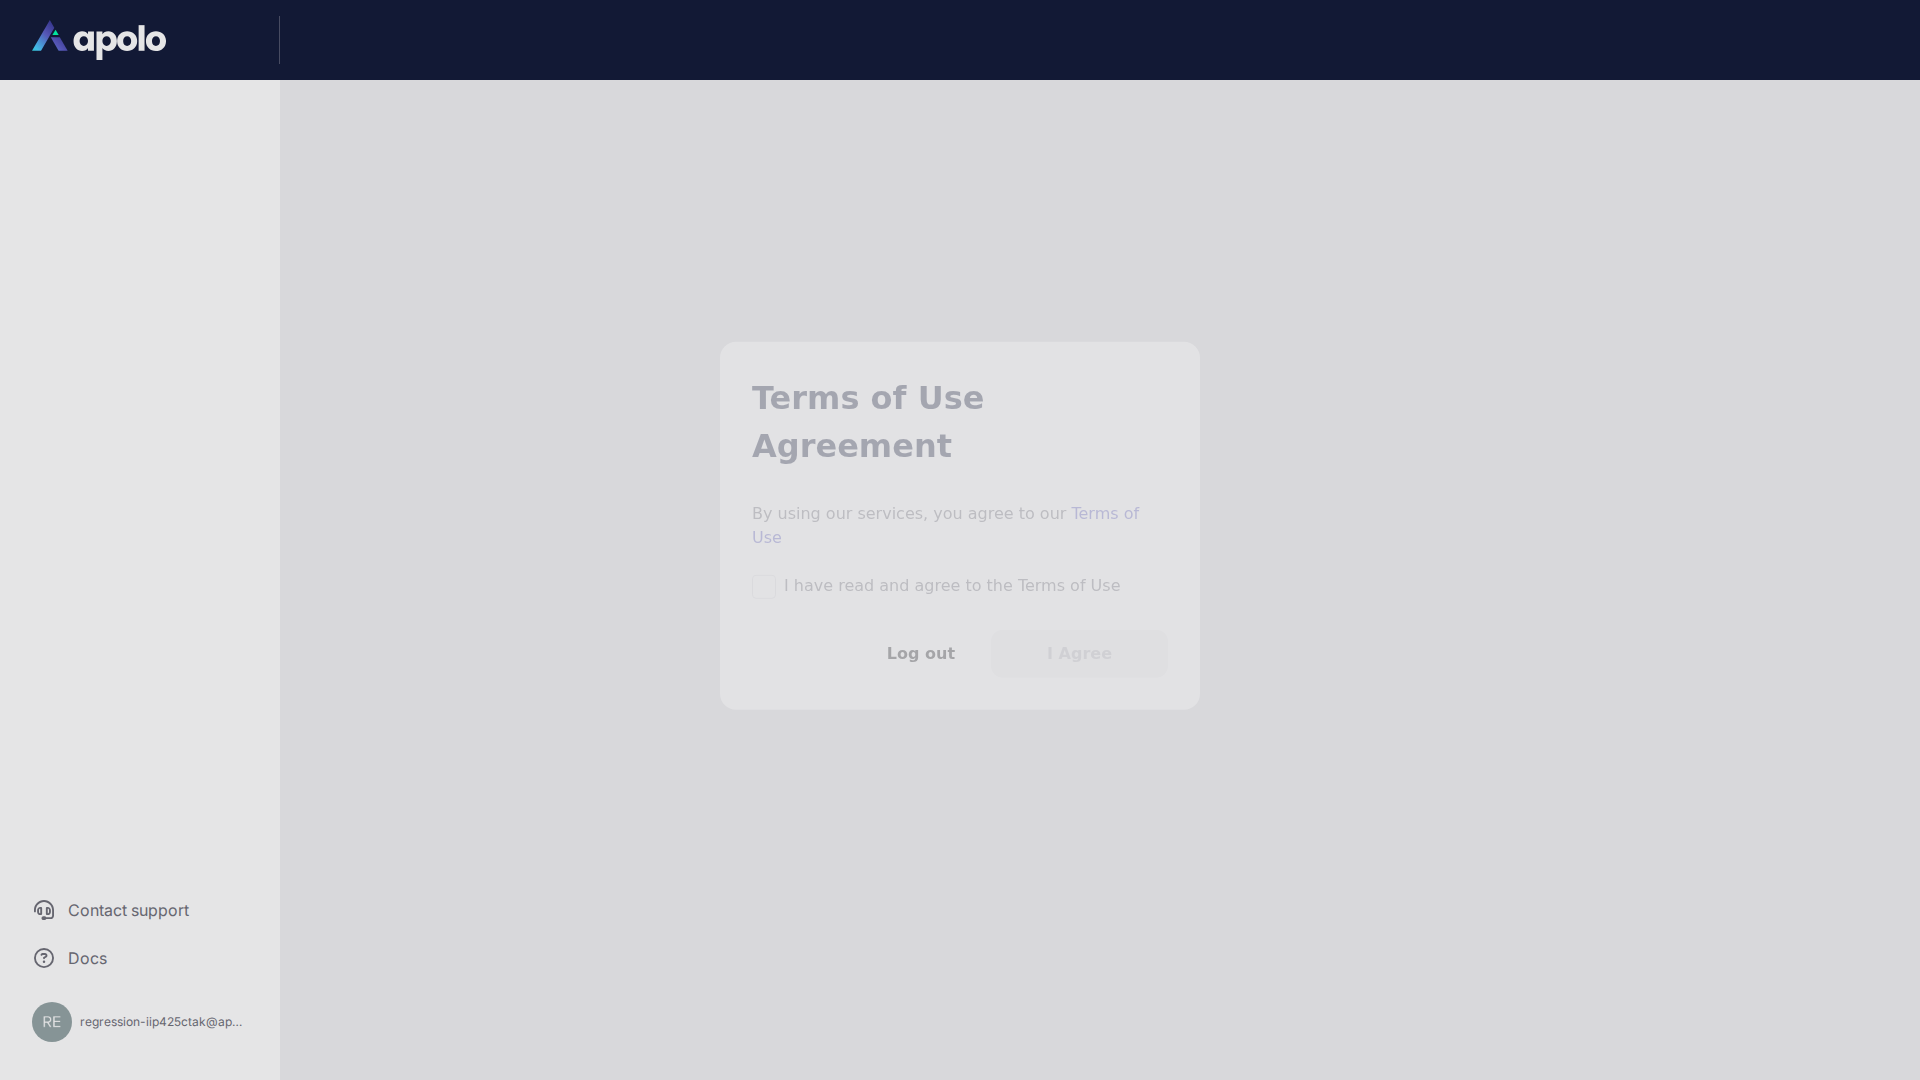 apolo
Terms of Use
Agreement
By using our services, you agree to our Terms of
Use
I have read and agree to the Terms of Use
Log out
I Agree
Contact support
Docs
RE
regression-iip425ctak@ap...